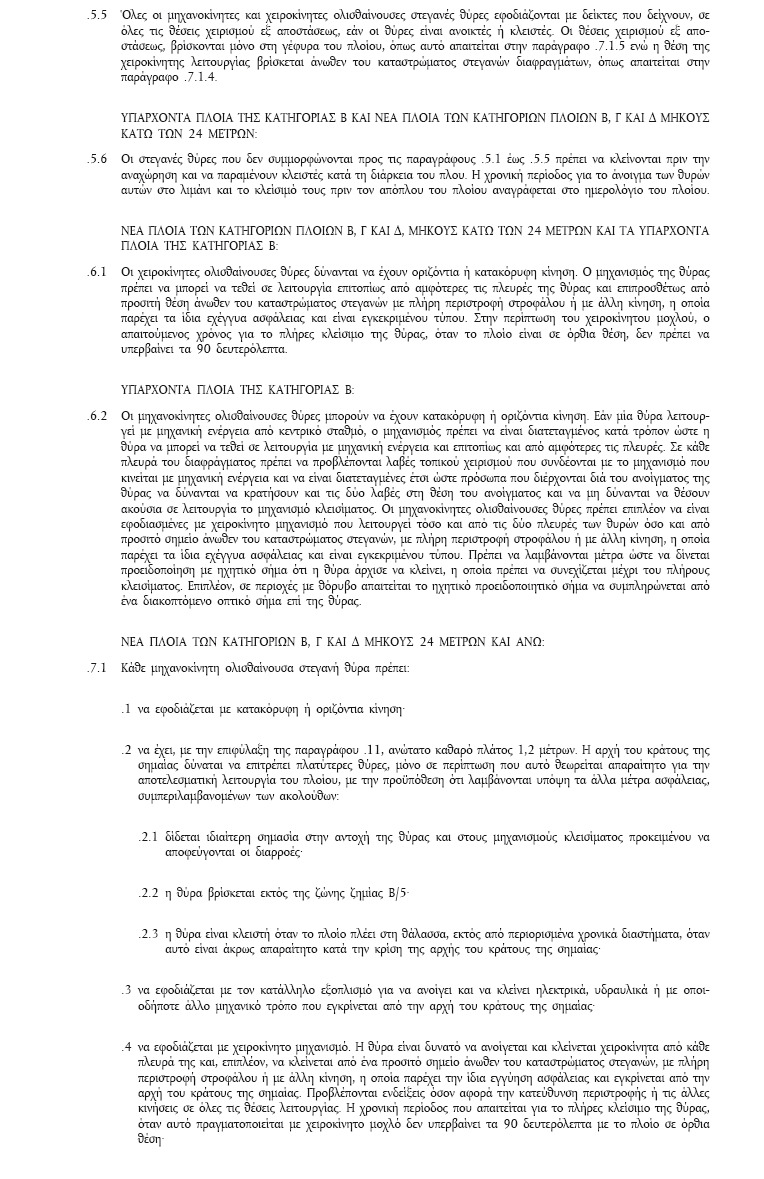 .5.5 Όλες οι μηχανοκίνητες και χειροκίνητες ολισθαίνουσες στεγανές θύρες εφοδιάζονται με δείκτες που δείχνουν, σε
όλες τις θέσεις χειρισμού εξ αποστάσεως, εάν οι θύρες είναι ανοικτές ή κλειστές. Οι θέσεις χειρισμού εξ απο-
στάσεως, βρίσκονται μόνο στη γέφυρα του πλοίου, όπως αυτό απαιτείται στην παράγραφο .7.1.5 ενώ η θέση της
χειροκίνητης λειτουργίας βρίσκεται άνωθεν του καταστρώματος στεγανών διαφραγμάτων, όπως απαιτείται στην
παράγραφο .7.1.4.
ΥΠΑΡΧΟΝΤΑ ΠΛΟΙΑ ΤΗΣ ΚΑΤΗΓΟΡΙΑΣ Β ΚΑΙ ΝΕΑ ΠΛΟΙΑ ΤΩΝ ΚΑΤΗΓΟΡΙΩΝ ΠΛΟΙΩΝ Β, Γ ΚΑΙ Δ ΜΗΚΟΥΣ
ΚΑΤΩ ΤΩΝ 24 ΜΕΤΡΩΝ:
.5.6 Οι στεγανές θύρες που δεν συμμορφώνονται προς τις παραγράφους .5.1 έως .5.5 πρέπει να κλείνονται πριν την
αναχώρηση και να παραμένουν κλειστές κατά τη διάρκεια του πλου. Η χρονική περίοδος για το άνοιγμα των θυρών
αυτών στο λιμάνι και το κλείσιμό τους πριν τον απόπλου του πλοίου αναγράφεται στο ημερολόγιο του πλοίου.
ΝΕΑ ΠΛΟΙΑ ΤΩΝ ΚΑΤΗΓΟΡΙΩΝ ΠΛΟΙΩΝ Β, Γ ΚΑΙ Δ, ΜΗΚΟΥΣ ΚΑΤΩ ΤΩΝ 24 ΜΕΤΡΩΝ ΚΑΙ ΤΑ ΥΠΑΡΧΟΝΤΑ
ΠΛΟΙΑ ΤΗΣ ΚΑΤΗΓΟΡΙΑΣ Β:
.6.1 Οι χειροκίνητες ολισθαίνουσες θύρες δύνανται να έχουν οριζόντια ή κατακόρυφη κίνηση. Ο μηχανισμός της θύρας
πρέπει να μπορεί να τεθεί σε λειτουργία επιτοπίως από αμφότερες τις πλευρές της θύρας και επιπροσθέτως από
προσιτή θέση άνωθεν του καταστρώματος στεγανών με πλήρη περιστροφή στροφάλου ή με άλλη κίνηση, η οποία
παρέχει τα ίδια εχέγγυα ασφάλειας και είναι εγκεκριμένου τύπου. Στην περίπτωση του χειροκίνητου μοχλού, ο
απαιτούμενος χρόνος για το πλήρες κλείσιμο της θύρας, όταν το πλοίο είναι σε όρθια θέση, δεν πρέπει να
υπερβαίνει τα 90 δευτερόλεπτα.
ΥΠΑΡΧΟΝΤΑ ΠΛΟΙΑ ΤΗΣ ΚΑΤΗΓΟΡΙΑΣ Β:
.6.2 Οι μηχανοκίνητες ολισθαίνουσες θύρες μπορούν να έχουν κατακόρυφη ή οριζόντια κίνηση. Εάν μία θύρα λειτουρ-
γεί με μηχανική ενέργεια από κεντρικό σταθμό, ο μηχανισμός πρέπει να είναι διατεταγμένος κατά τρόπον ώστε η
θύρα να μπορεί να τεθεί σε λειτουργία με μηχανική ενέργεια και επιτοπίως και από αμφότερες τις πλευρές. Σε κάθε
πλευρά του διαφράγματος πρέπει να προβλέπονται λαβές τοπικού χειρισμού που συνδέονται με το μηχανισμό που
κινείται με μηχανική ενέργεια και να είναι διατεταγμένες έτσι ώστε πρόσωπα που διέρχονται διά του ανοίγματος της
θύρας να δύνανται να κρατήσουν και τις δύο λαβές στη θέση του ανοίγματος και να μη δύνανται να θέσουν
ακούσια σε λειτουργία το μηχανισμό κλεισίματος. Οι μηχανοκίνητες ολισθαίνουσες θύρες πρέπει επιπλέον να είναι
εφοδιασμένες με χειροκίνητο μηχανισμό που λειτουργεί τόσο και από τις δύο πλευρές των θυρών όσο και από
προσιτό σημείο άνωθεν του καταστρώματος στεγανών, με πλήρη περιστροφή στροφάλου ή με άλλη κίνηση, η οποία
παρέχει τα ίδια εχέγγυα ασφάλειας και είναι εγκεκριμένου τύπου. Πρέπει να λαμβάνονται μέτρα ώστε να δίνεται
προειδοποίηση με ηχητικό σήμα ότι η θύρα άρχισε να κλείνει, η οποία πρέπει να συνεχίζεται μέχρι του πλήρους
κλεισίματος. Επιπλέον, σε περιοχές με θόρυβο απαιτείται το ηχητικό προειδοποιητικό σήμα να συμπληρώνεται από
ένα διακοπτόμενο οπτικό σήμα επί της θύρας.
ΝΕΑ ΠΛΟΙΑ ΤΩΝ ΚΑΤΗΓΟΡΙΩΝ Β, Γ ΚΑΙ Δ ΜΗΚΟΥΣ 24 ΜΕΤΡΩΝ ΚΑΙ ΑΝΩ:
.7.1 Κάθε μηχανοκίνητη ολισθαίνουσα στεγανή θύρα πρέπει:
.1 να εφοδιάζεται με κατακόρυφη ή οριζόντια κίνηση·
.2 να έχει, με την επιφύλαξη της παραγράφου .11, ανώτατο καθαρό πλάτος 1,2 μέτρων. Η αρχή του κράτους της
σημαίας δύναται να επιτρέπει πλατύτερες θύρες, μόνο σε περίπτωση που αυτό θεωρείται απαραίτητο για την
αποτελεσματική λειτουργία του πλοίου, με την προϋπόθεση ότι λαμβάνονται υπόψη τα άλλα μέτρα ασφάλειας,
συμπεριλαμβανομένων των ακολούθων:
.2.1 δίδεται ιδιαίτερη σημασία στην αντοχή της θύρας και στους μηχανισμούς κλεισίματος προκειμένου να
αποφεύγονται οι διαρροές·
.2.2 η θύρα βρίσκεται εκτός της ζώνης ζημίας Β/5·
.2.3 η θύρα είναι κλειστή όταν το πλοίο πλέει στη θάλασσα, εκτός από περιορισμένα χρονικά διαστήματα, όταν
αυτό είναι άκρως απαραίτητο κατά την κρίση της αρχής του κράτους της σημαίας·
.3 να εφοδιάζεται με τον κατάλληλο εξοπλισμό για να ανοίγει και να κλείνει ηλεκτρικά, υδραυλικά ή με οποι-
οδήποτε άλλο μηχανικό τρόπο που εγκρίνεται από την αρχή του κράτους της σημαίας·
.4 να εφοδιάζεται με χειροκίνητο μηχανισμό. Η θύρα είναι δυνατό να ανοίγεται και κλείνεται χειροκίνητα από κάθε
πλευρά της και, επιπλέον, να κλείνεται από ένα προσιτό σημείο άνωθεν του καταστρώματος στεγανών, με πλήρη
περιστροφή στροφάλου ή με άλλη κίνηση, η οποία παρέχει την ίδια εγγύηση ασφάλειας και εγκρίνεται από την
αρχή του κράτους της σημαίας. Προβλέπονται ενδείξεις όσον αφορά την κατεύθυνση περιστροφής ή τις άλλες
κινήσεις σε όλες τις θέσεις λειτουργίας. Η χρονική περίοδος που απαιτείται για το πλήρες κλείσιμο της θύρας,
όταν αυτό πραγματοποιείται με χειροκίνητο μοχλό δεν υπερβαίνει τα 90 δευτερόλεπτα με το πλοίο σε όρθια
θέση·